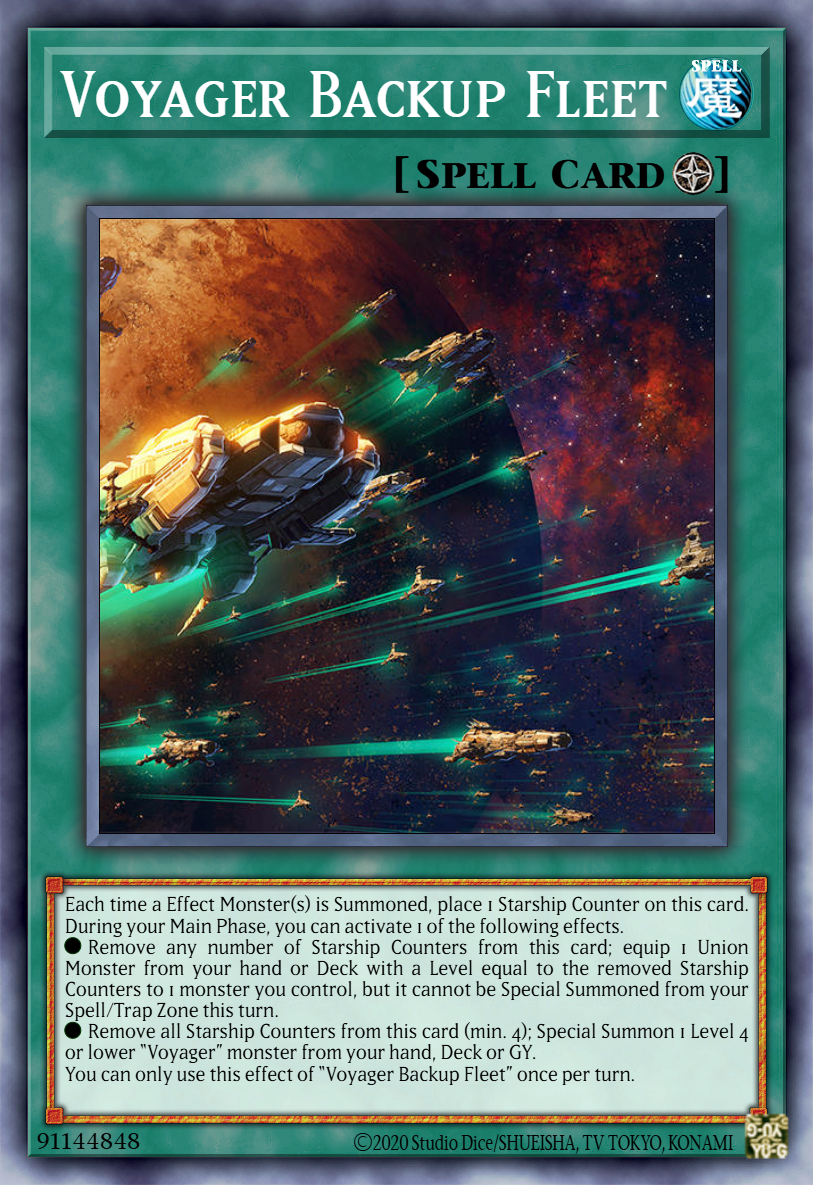 VOYAGER BACKUP FLEET
SPELL
魔
[SPELL CARD]
Each time a Effect Monster(s) is Summoned, place 1 Starship Counter on this card.
During your Main Phase, you can activate 1 of the following effects.
● Remove any number of Starship Counters from this card; equip 1 Union
Monster from your hand or Deck with a Level equal to the removed Starship
Counters to 1 monster you control, but it cannot be Special Summoned from your
Spell/Trap Zone this turn.
● Remove all Starship Counters from this card (min. 4); Special Summon 1 Level 4
or lower "Voyager" monster from your hand, Deck or GY.
You can only use this effect of "Voyager Backup Fleet" once per turn.
91144848
©2020 Studio Dice/SHUEISHA, TV TOKYO, KONAMI